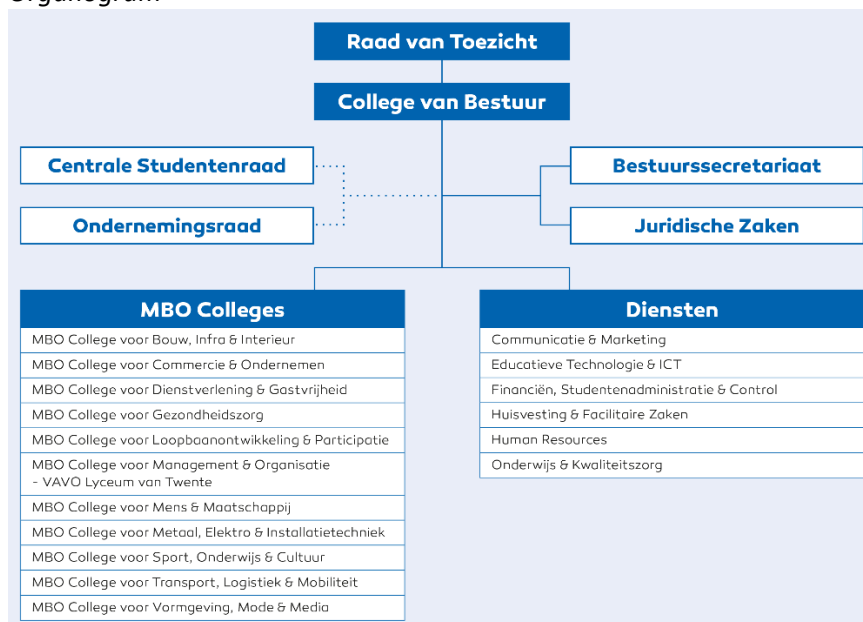 Organogram
Raad van Toezicht
College van Bestuur
Centrale Studentenraad
Bestuurssecretariaat
Ondernemingsraad
Juridische Zaken
MBO Colleges
MBO College voor Bouw, Infra & Interieur
MBO College voor Commercie & Ondernemen
MBO College voor Dienstverlening & Gastvrijheid
MBO College voor Gezondheidszorg
MBO College voor Loopbaanontwikkeling & Participatie
MBO College voor Management & Organisatie
- VAVO Lyceum van Twente
MBO College voor Mens & Maatschappij
MBO College voor Metaal, Elektro & Installatietechniek
MBO College voor Sport, Onderwijs & Cultuur
MBO College voor Transport, Logistiek & Mobiliteit
MBO College voor Vormgeving, Mode & Media
Diensten
Communicatie & Marketing
Educatieve Technologie & ICT
Financiën, Studentenadministratie & Control
Huisvesting & Facilitaire Zaken
Human Resources
Onderwijs & Kwaliteitszorg